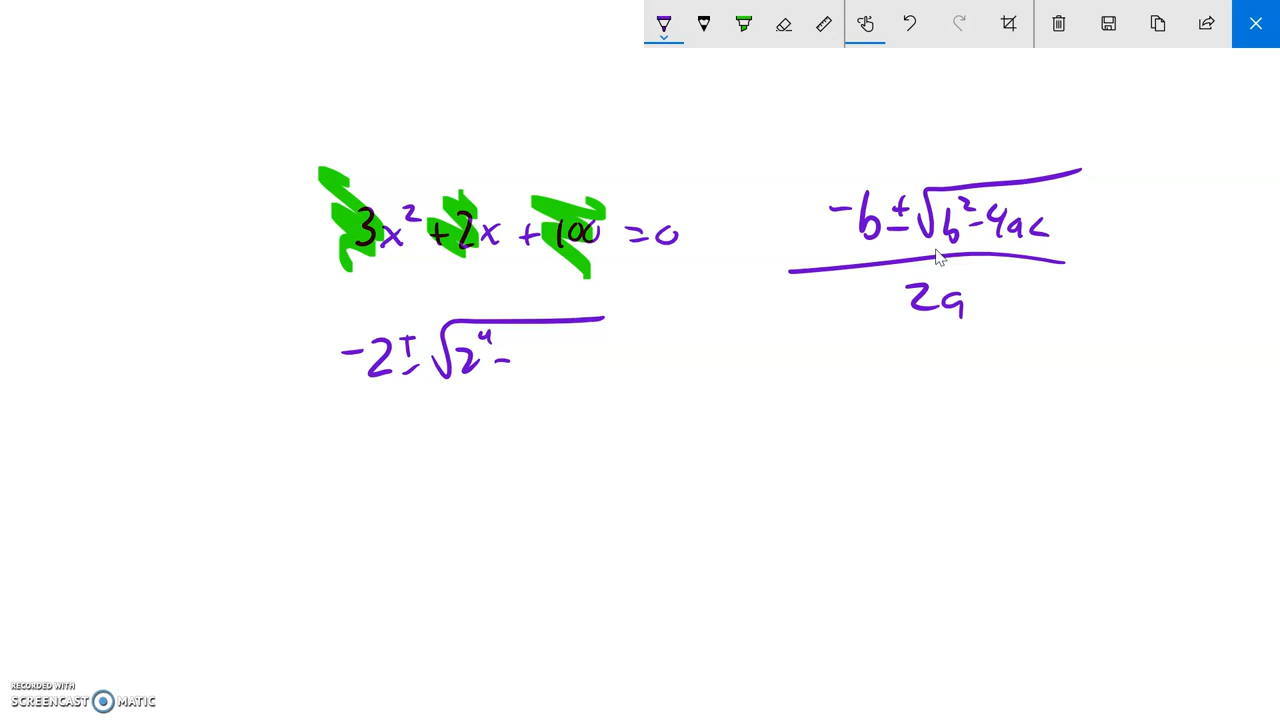 3x² +2x + 100 = 0
-b ± √b² - 4ac
2a
-2 ± √2⁴ -
RECORDED WITH
SCREENCAST MATIC